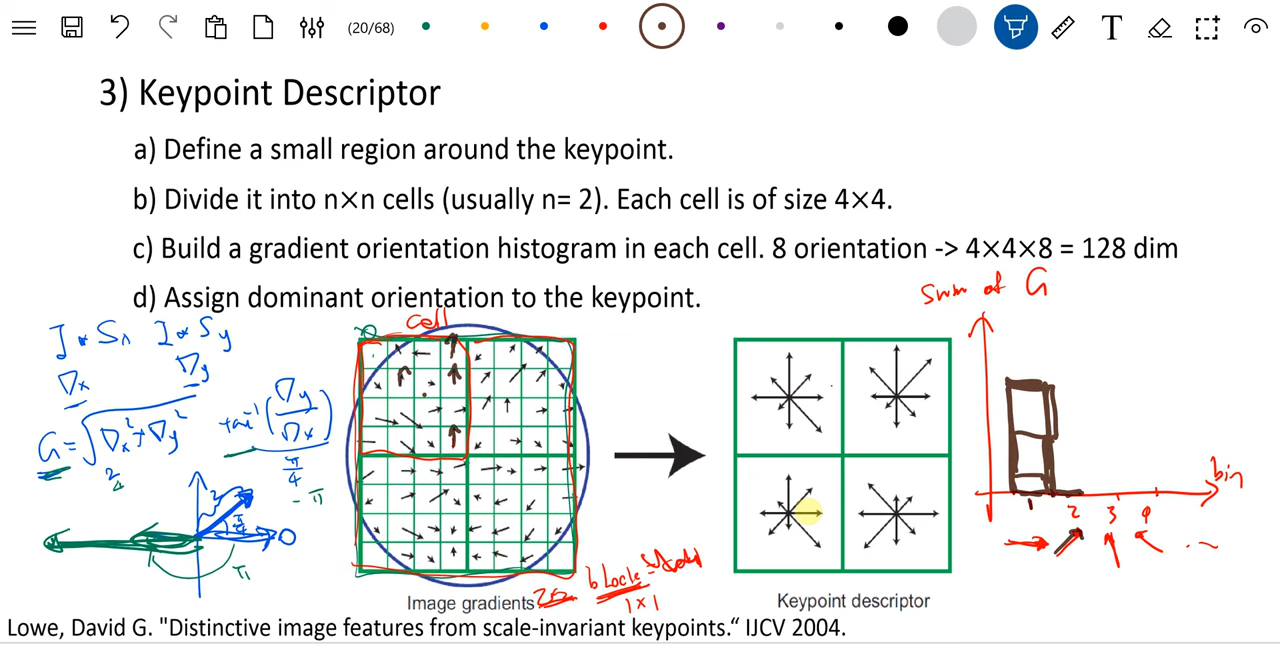 (20/68)
T
3) Keypoint Descriptor
a) Define a small region around the keypoint.
b) Divide it into n×n cells (usually n= 2). Each cell is of size 4×4.
c) Build a gradient orientation histogram in each cell. 8 orientation -> 4×4×8 = 128 dim
d) Assign dominant orientation to the keypoint.
Sum of G
cell
I * Sx I * Sy
∇x ∇y
G = √∇x² + ∇y²
tan⁻¹(∇y/∇x)
2
4
π/4
- π
0
π
bin
1 2 3 4
Image gradients
block
1×1
Keypoint descriptor
Lowe, David G. "Distinctive image features from scale-invariant keypoints.“ IJCV 2004.